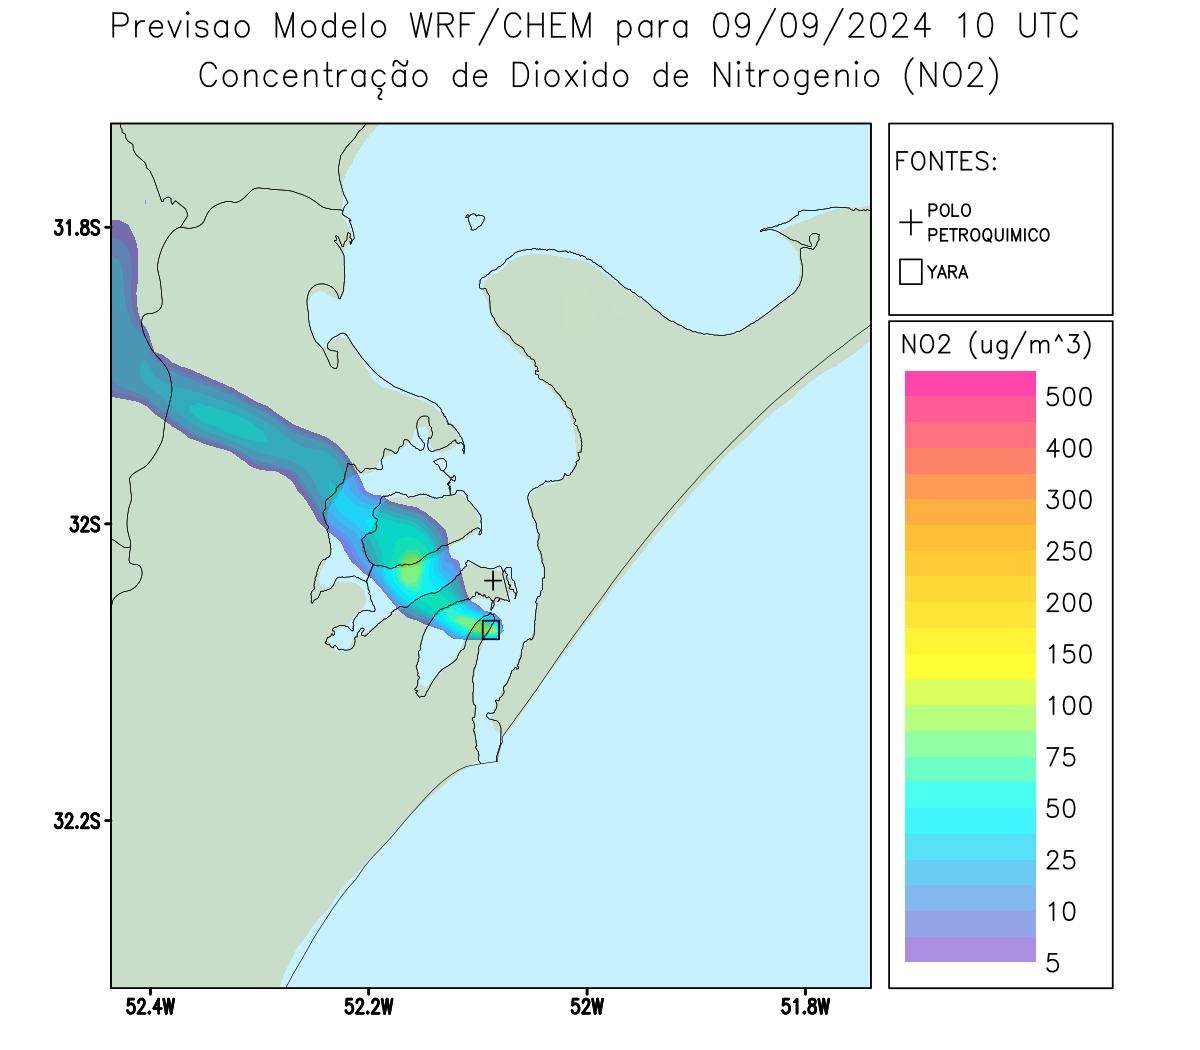 Previsao Modelo WRF/CHEM para 09/09/2024 10 UTC
Concentração de Dioxido de Nitrogenio (NO2)
FONTES:
POLO
PETROQUIMICO
YARA
NO2 (ug/m^3)
500
400
300
250
200
150
100
75
50
25
10
5
31.8S
32S
32.2S
52.4W
52.2W
52W
51.8W